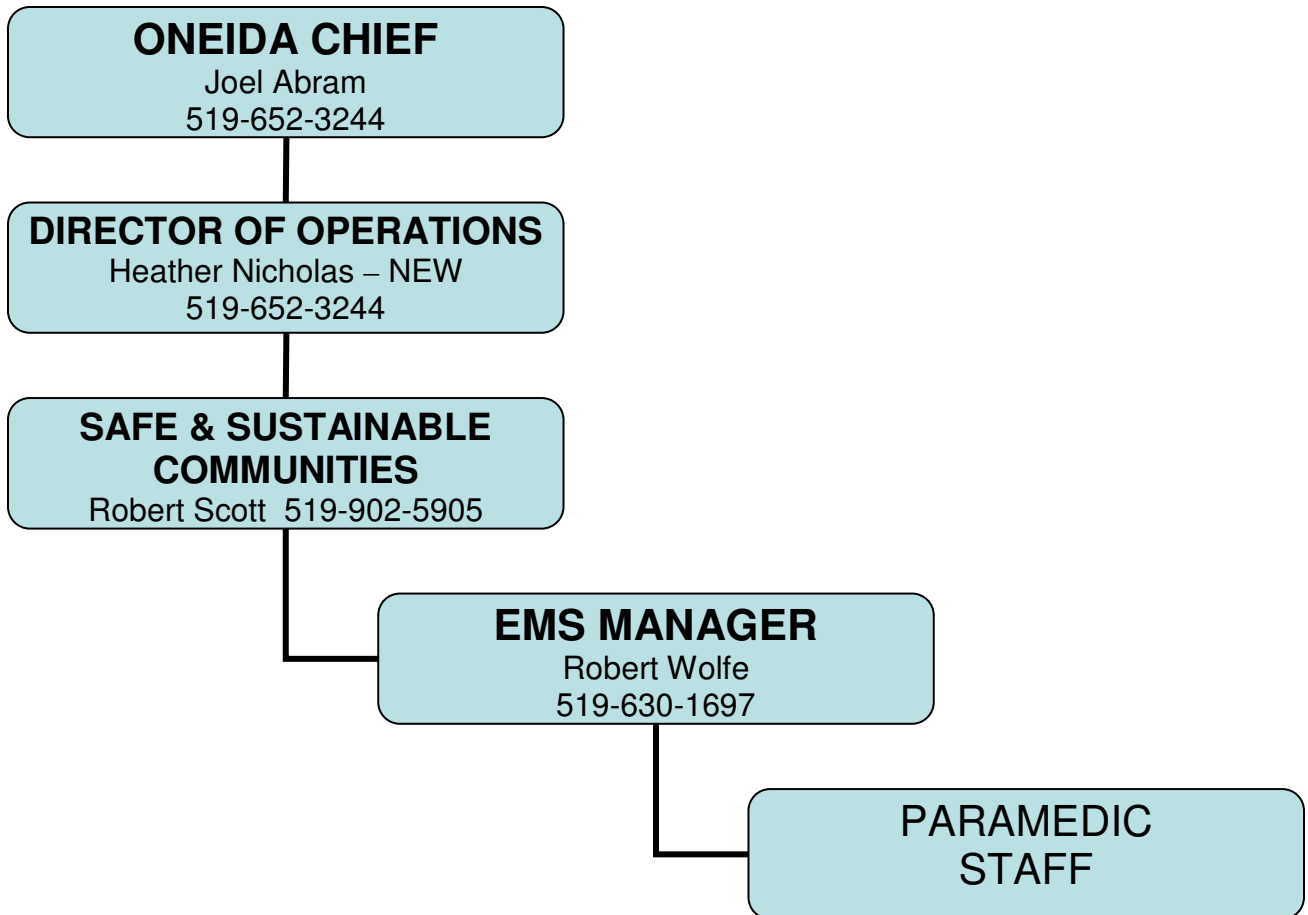 ONEIDA CHIEF
Joel Abram
519-652-3244
DIRECTOR OF OPERATIONS
Heather Nicholas – NEW
519-652-3244
SAFE & SUSTAINABLE
COMMUNITIES
Robert Scott  519-902-5905
EMS MANAGER
Robert Wolfe
519-630-1697
PARAMEDIC
STAFF